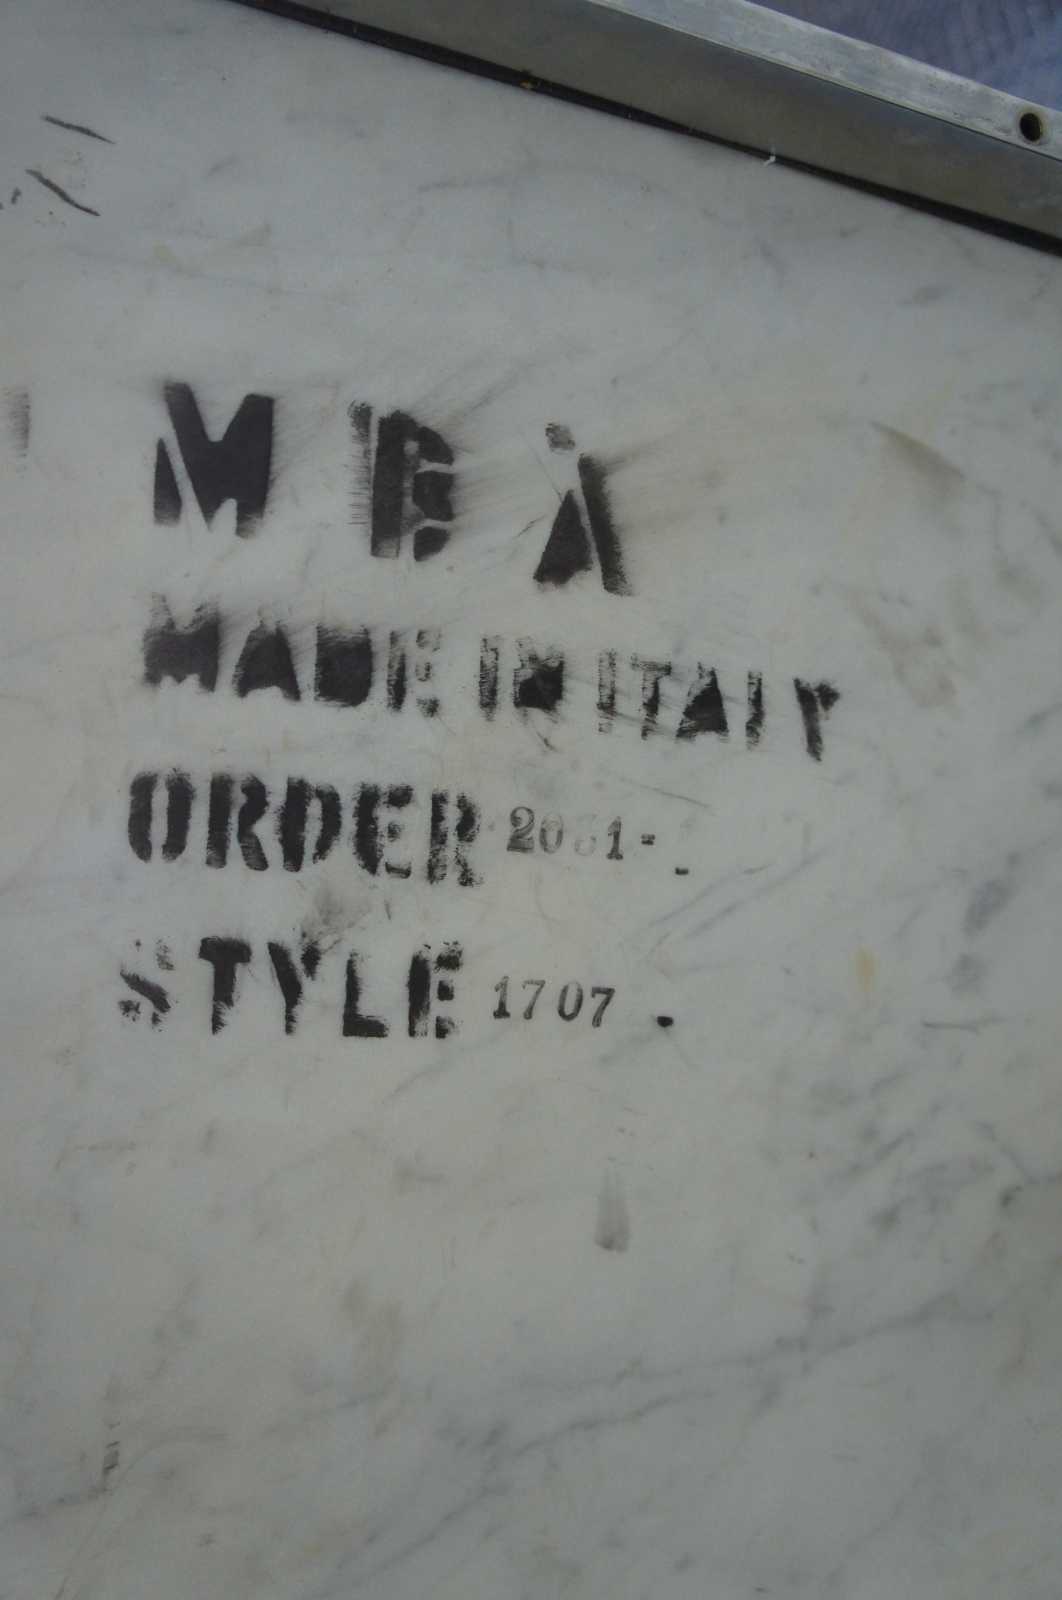 MBA
MADE IN ITALY
ORDER
STYLE 1707